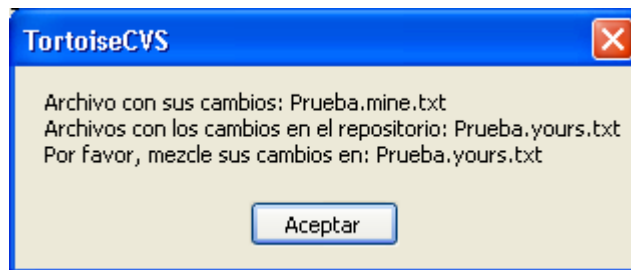 TortoiseCVS
Archivo con sus cambios: Prueba.mine.txt
Archivos con los cambios en el repositorio: Prueba.yours.txt
Por favor, mezcle sus cambios en: Prueba.yours.txt
Aceptar